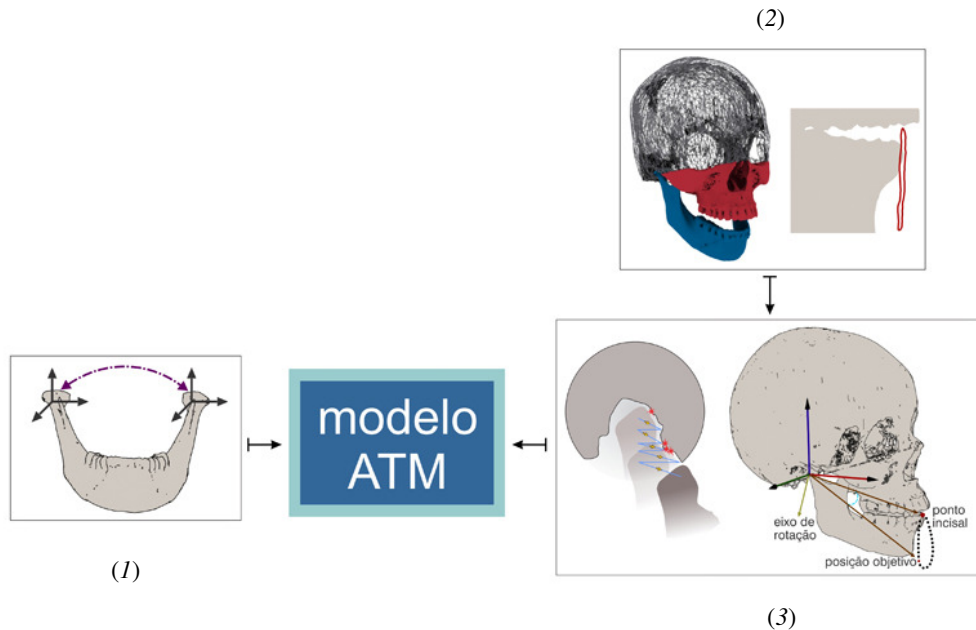 (2)
modelo
ATM
eixo de
rotação
ponto
incisal
posição objetivo
(1)
(3)